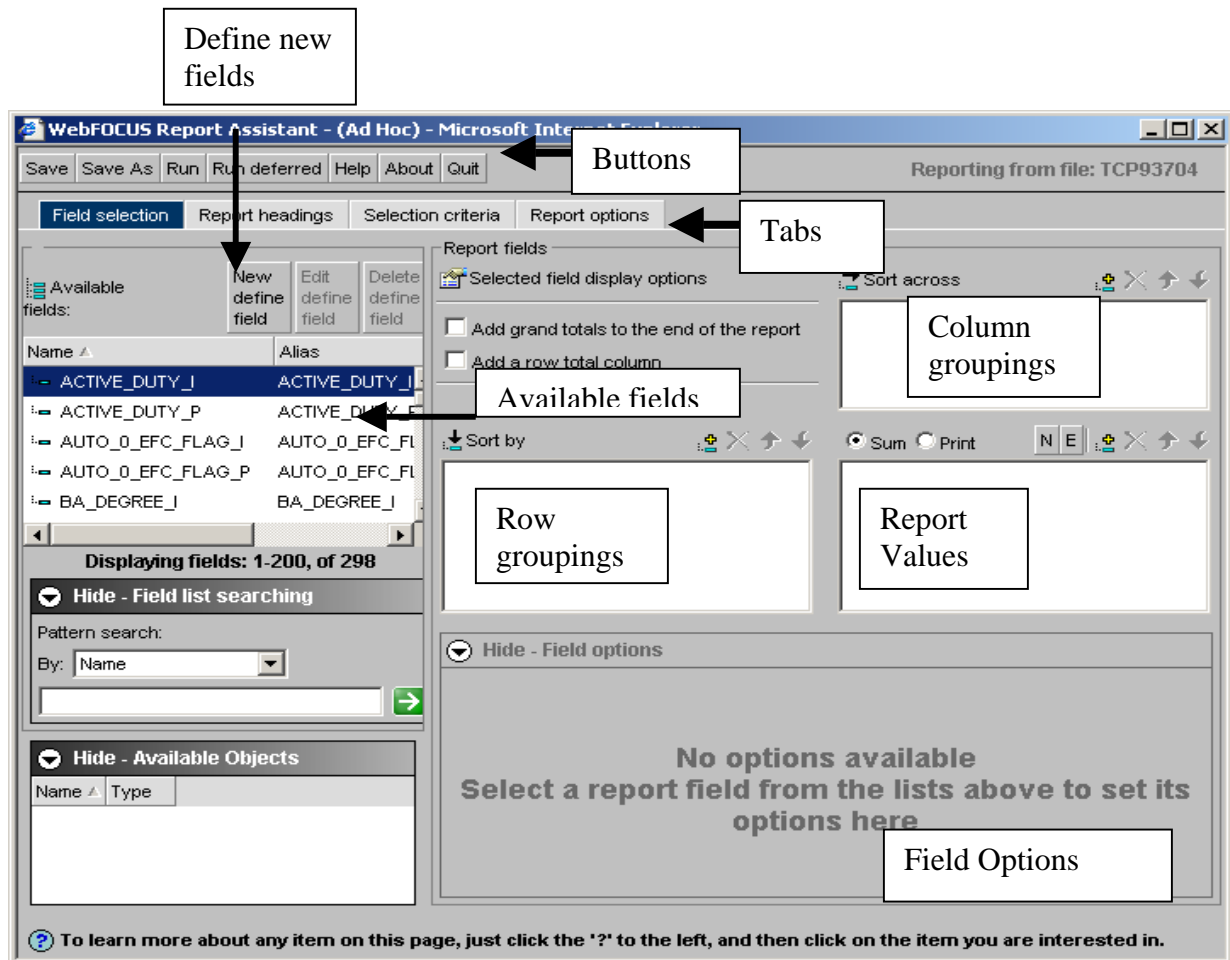 Define new
fields
WebFOCUS Report Assistant - (Ad Hoc) - Microsoft Internet Explorer
Buttons
Save Save As Run Run deferred Help About Quit
Reporting from file: TCP93704
Field selection Report headings Selection criteria Report options
Tabs
Available
fields:
New
define
field
Edit
define
field
Delete
define
field
Name Alias
ACTIVE_DUTY_I ACTIVE_DUTY_I
ACTIVE_DUTY_P ACTIVE_DUTY_P
AUTO_0_EFC_FLAG_I AUTO_0_EFC_FL
AUTO_0_EFC_FLAG_P AUTO_0_EFC_FL
BA_DEGREE_I BA_DEGREE_I
Available fields
Displaying fields: 1-200, of 298
Hide - Field list searching
Pattern search:
By: Name
Hide - Available Objects
Name Type
Report fields
Selected field display options
Add grand totals to the end of the report
Add a row total column
Sort across
Column
groupings
Sort by
Row
groupings
Sum Print N E
Report
Values
Hide - Field options
No options available
Select a report field from the lists above to set its
options here
Field Options
? To learn more about any item on this page, just click the '?' to the left, and then click on the item you are interested in.